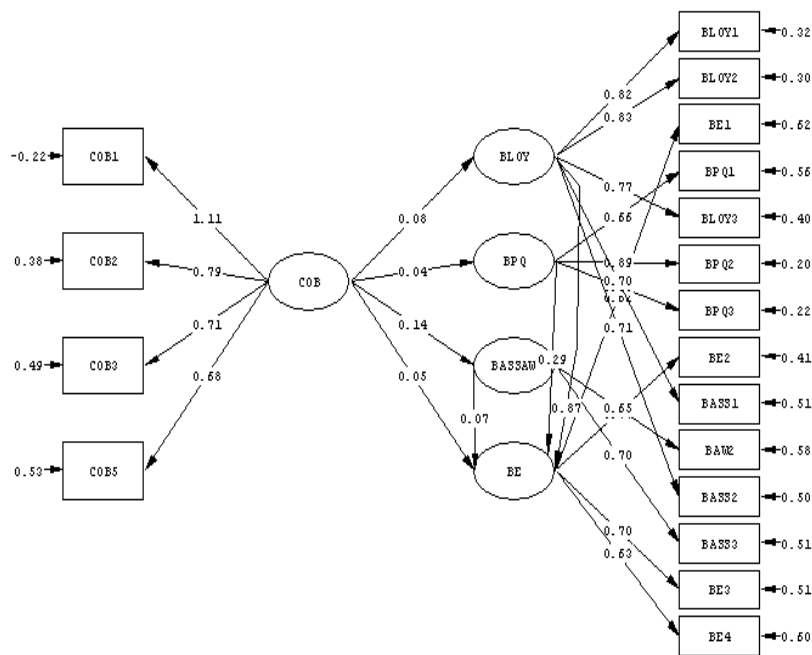 BLOY1 0.32
BLOY2 0.30
0.82
0.83
BE1 0.62
-0.22 COB1
BLOY
BPQ1 0.56
0.77
1.11
0.08
0.66
BLOY3 0.40
0.38 COB2
0.79
COB
0.04
BPQ
0.89
BPQ2 0.20
0.70
BPQ3 0.22
0.71
0.14
0.71
0.49 COB3
BASSAW
0.29
BE2 0.41
0.68
0.05
BASS1 0.51
0.07
0.87
0.65
BAW2 0.58
0.70
0.53 COB5
BE
BASS2 0.50
0.70
0.63
BASS3 0.51
BE3 0.51
BE4 0.60